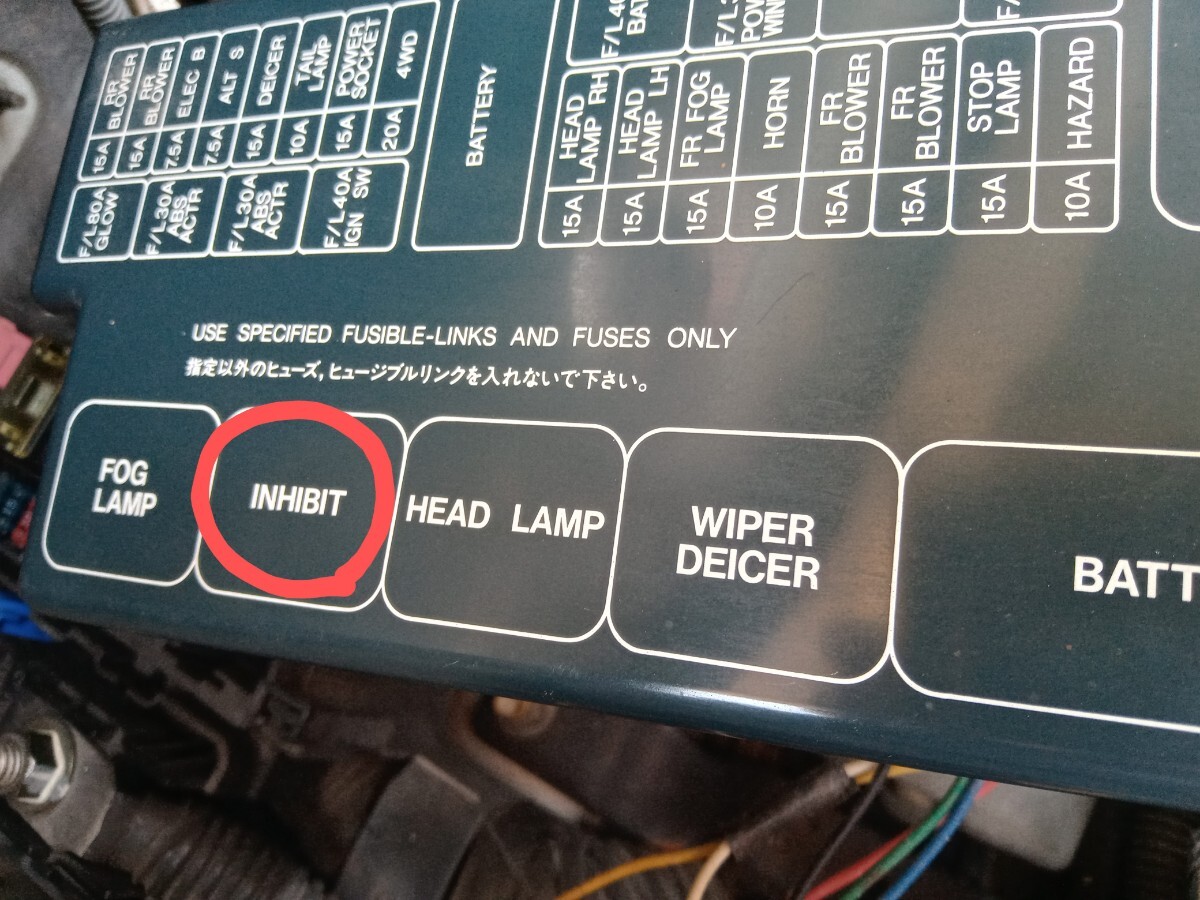 RR
BLOWER
15A
RR
BLOWER
15A
ELEC B
7.5A
ALT S
7.5A
DEICER
15A
TAIL
LAMP
10A
POWER
SOCKET
15A
4WD
20A
F/L80A
GLOW
F/L30A
ABS
ACTR
F/L30A
ABS
ACTR
F/L40A
IGN SW
BATTERY
HEAD
LAMP RH
15A
HEAD
LAMP LH
15A
FR FOG
LAMP
15A
HORN
10A
FR
BLOWER
15A
FR
BLOWER
15A
STOP
LAMP
15A
HAZARD
10A
USE SPECIFIED FUSIBLE-LINKS AND FUSES ONLY
指定以外のヒューズ,ヒュージブルリンクを入れないで下さい。
FOG
LAMP
INHIBIT
HEAD LAMP
WIPER
DEICER
BATT